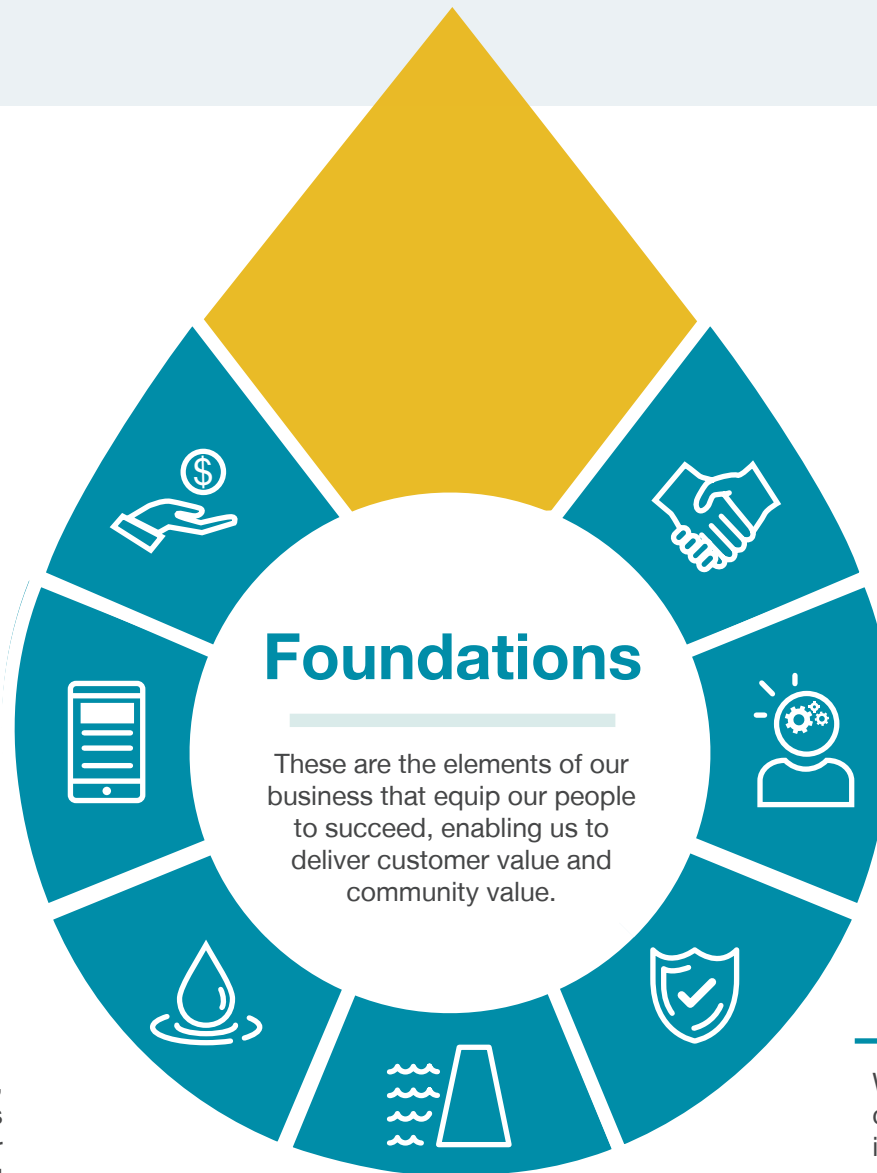 $
Foundations
These are the elements of our
business that equip our people
to succeed, enabling us to
deliver customer value and
community value.